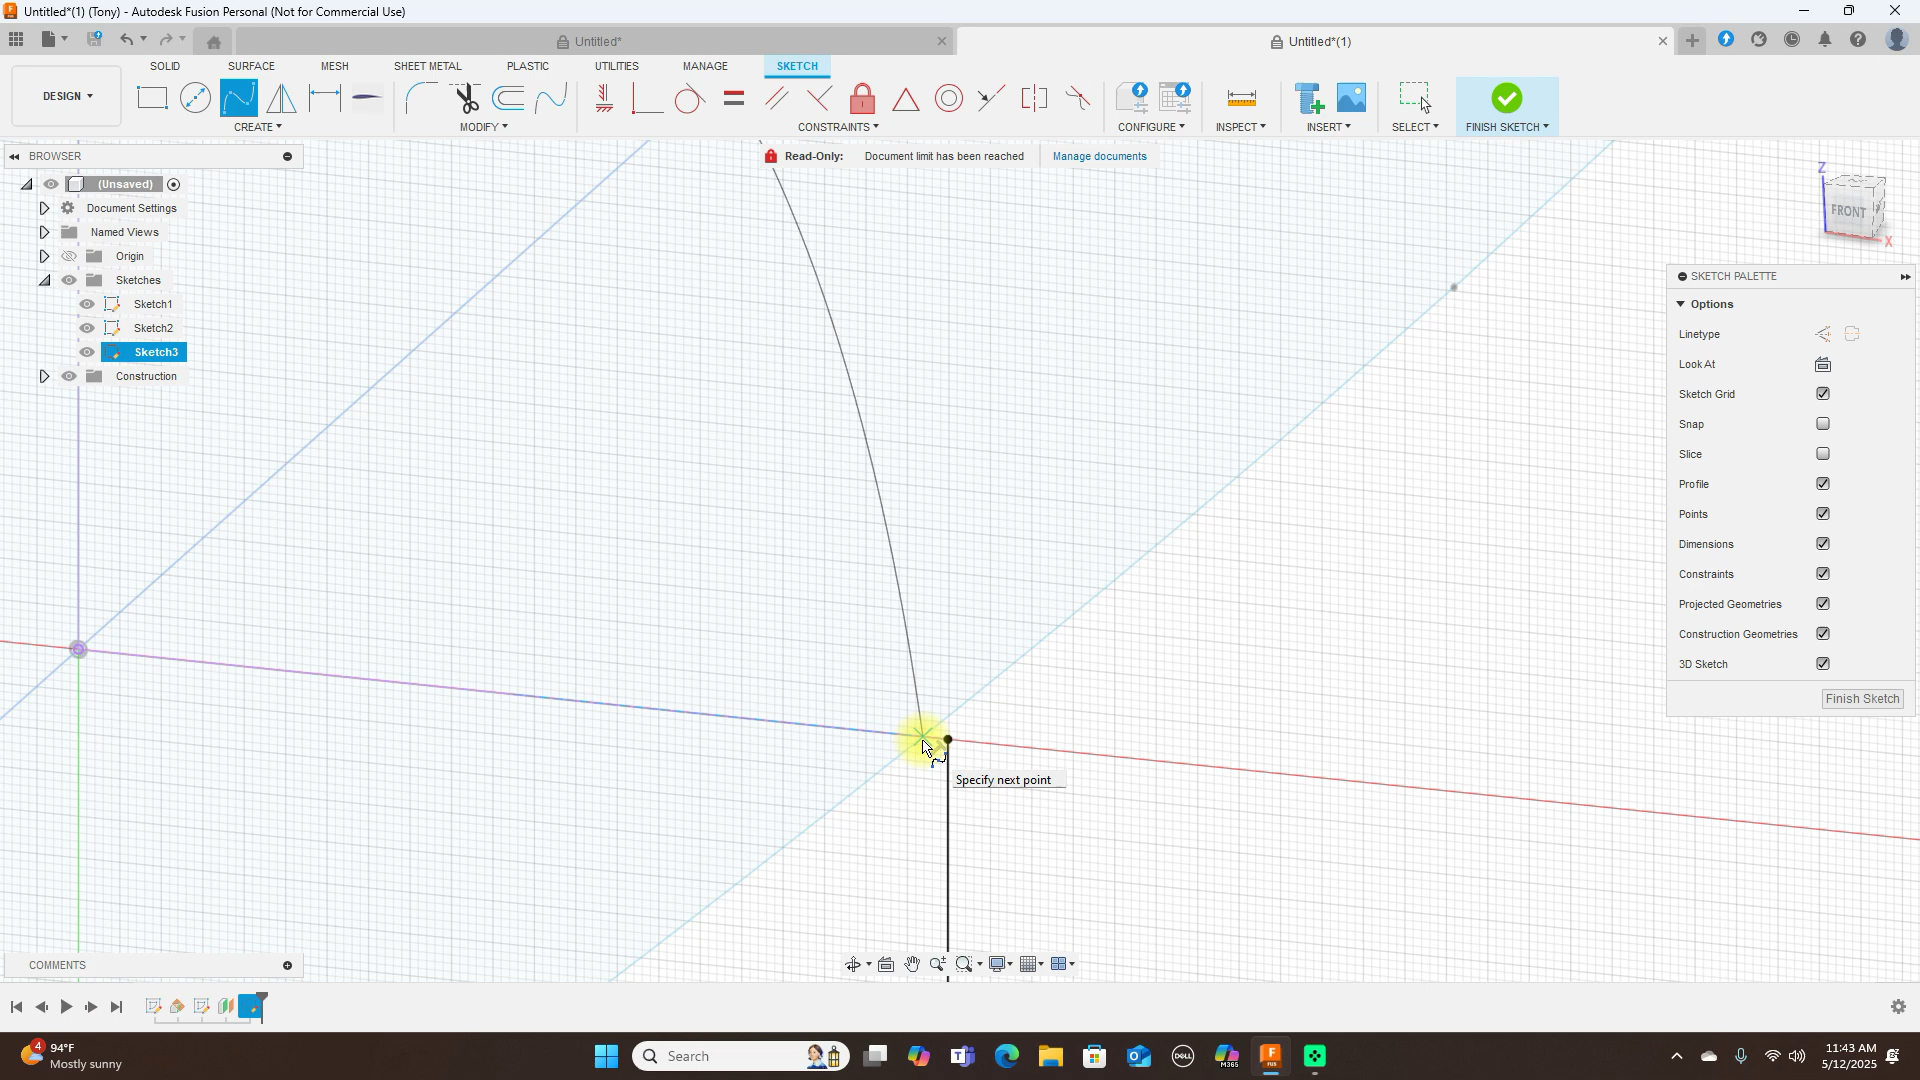 Untitled*(1) (Tony) - Autodesk Fusion Personal (Not for Commercial Use)
Untitled*
Untitled*(1)
SOLID
SURFACE
MESH
SHEET METAL
PLASTIC
UTILITIES
MANAGE
SKETCH
DESIGN
CREATE
MODIFY
CONSTRAINTS
CONFIGURE
INSPECT
INSERT
SELECT
FINISH SKETCH
BROWSER
Read-Only: Document limit has been reached Manage documents
(Unsaved)
Document Settings
Named Views
Origin
Sketches
Sketch1
Sketch2
Sketch3
Construction
Z
FRONT
X
SKETCH PALETTE
Options
Linetype
Look At
Sketch Grid
Snap
Slice
Profile
Points
Dimensions
Constraints
Projected Geometries
Construction Geometries
3D Sketch
Finish Sketch
Specify next point
COMMENTS
4
94°F
Mostly sunny
Search
DELL
M365
F
FUS
11:43 AM
5/12/2025